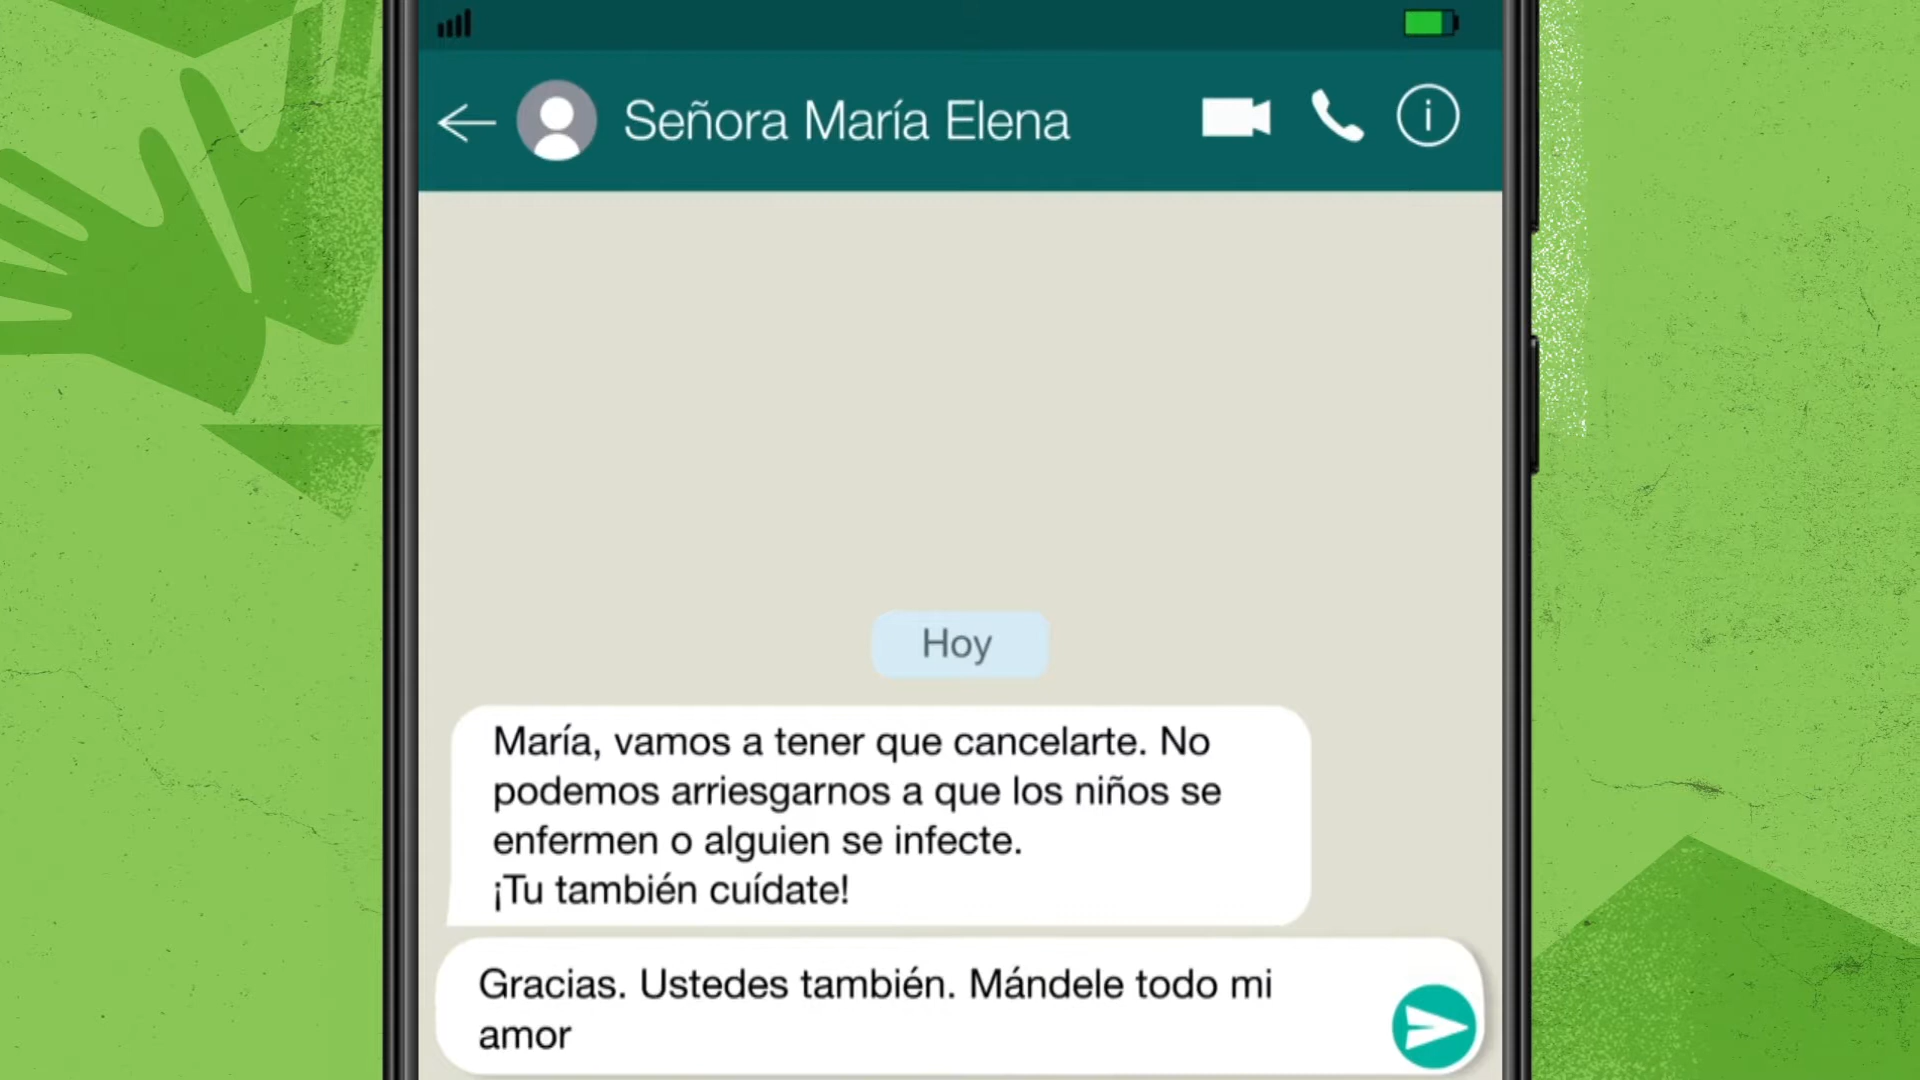 Señora María Elena
Hoy
María, vamos a tener que cancelarte. No
podemos arriesgarnos a que los niños se
enfermen o alguien se infecte.
¡Tu también cuídate!
Gracias. Ustedes también. Mándele todo mi
amor